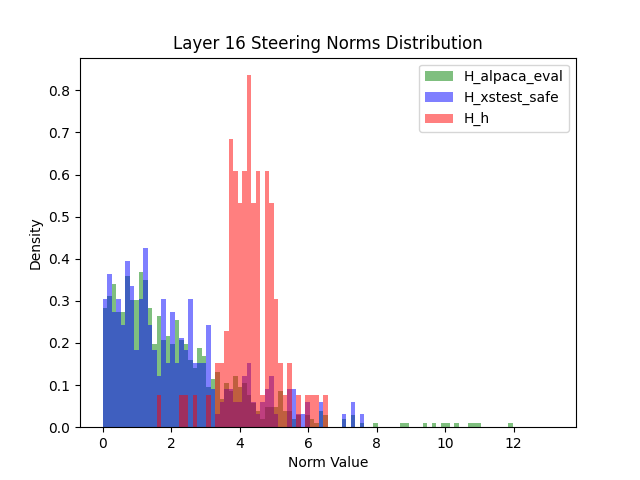 Layer 16 Steering Norms Distribution
H_alpaca_eval
H_xstest_safe
H_h
Density
0.8
0.7
0.6
0.5
0.4
0.3
0.2
0.1
0.0
0 2 4 6 8 10 12
Norm Value